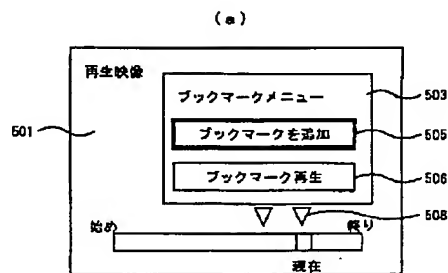 (a)
再生映像
ブックマークメニュー
503
501
ブックマークを追加
505
ブックマーク再生
506
508
始め
終り
現在